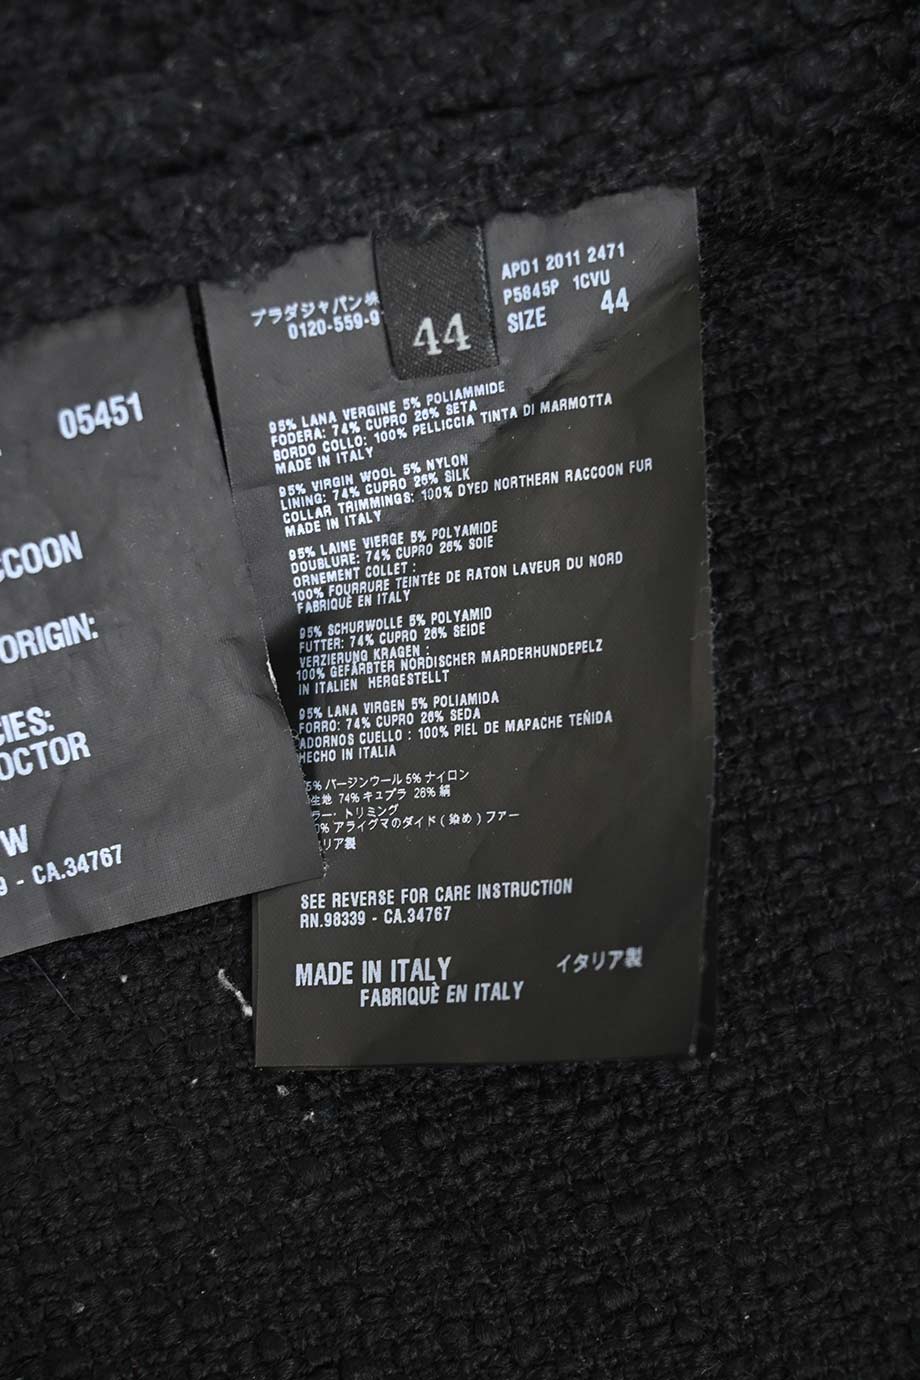 05451
CCOON
ORIGIN:
CIES:
OCTOR
W
9 - CA.34767
プラダジャパン株
0120-559-9
44
APD1 2011 2471
P5845P 1CVU
SIZE 44
95% LANA VERGINE 5% POLIAMMIDE
FODERA: 74% CUPRO 26% SETA
BORDO COLLO: 100% PELLICCIA TINTA DI MARMOTTA
MADE IN ITALY
95% VIRGIN WOOL 5% NYLON
LINING: 74% CUPRO 26% SILK
COLLAR TRIMMINGS: 100% DYED NORTHERN RACCOON FUR
MADE IN ITALY
95% LAINE VIERGE 5% POLYAMIDE
DOUBLURE: 74% CUPRO 26% SOIE
ORNEMENT COLLET :
100% FOURRURE TEINTÉE DE RATON LAVEUR DU NORD
FABRIQUÈ EN ITALY
95% SCHURWOLLE 5% POLYAMID
FUTTER: 74% CUPRO 26% SEIDE
VERZIERUNG KRAGEN :
100% GEFÄRBTER NORDISCHER MARDERHUNDEPELZ
IN ITALIEN HERGESTELLT
95% LANA VIRGEN 5% POLIAMIDA
FORRO: 74% CUPRO 26% SEDA
ADORNOS CUELLO : 100% PIEL DE MAPACHE TEÑIDA
HECHO EN ITALIA
5% バージンウール 5% ナイロン
生地 74% キュプラ 26% 絹
ラー・トリミング
0% アライグマのダイド(染め)ファー
リア製
SEE REVERSE FOR CARE INSTRUCTION
RN.98339 - CA.34767
MADE IN ITALY イタリア製
FABRIQUÈ EN ITALY